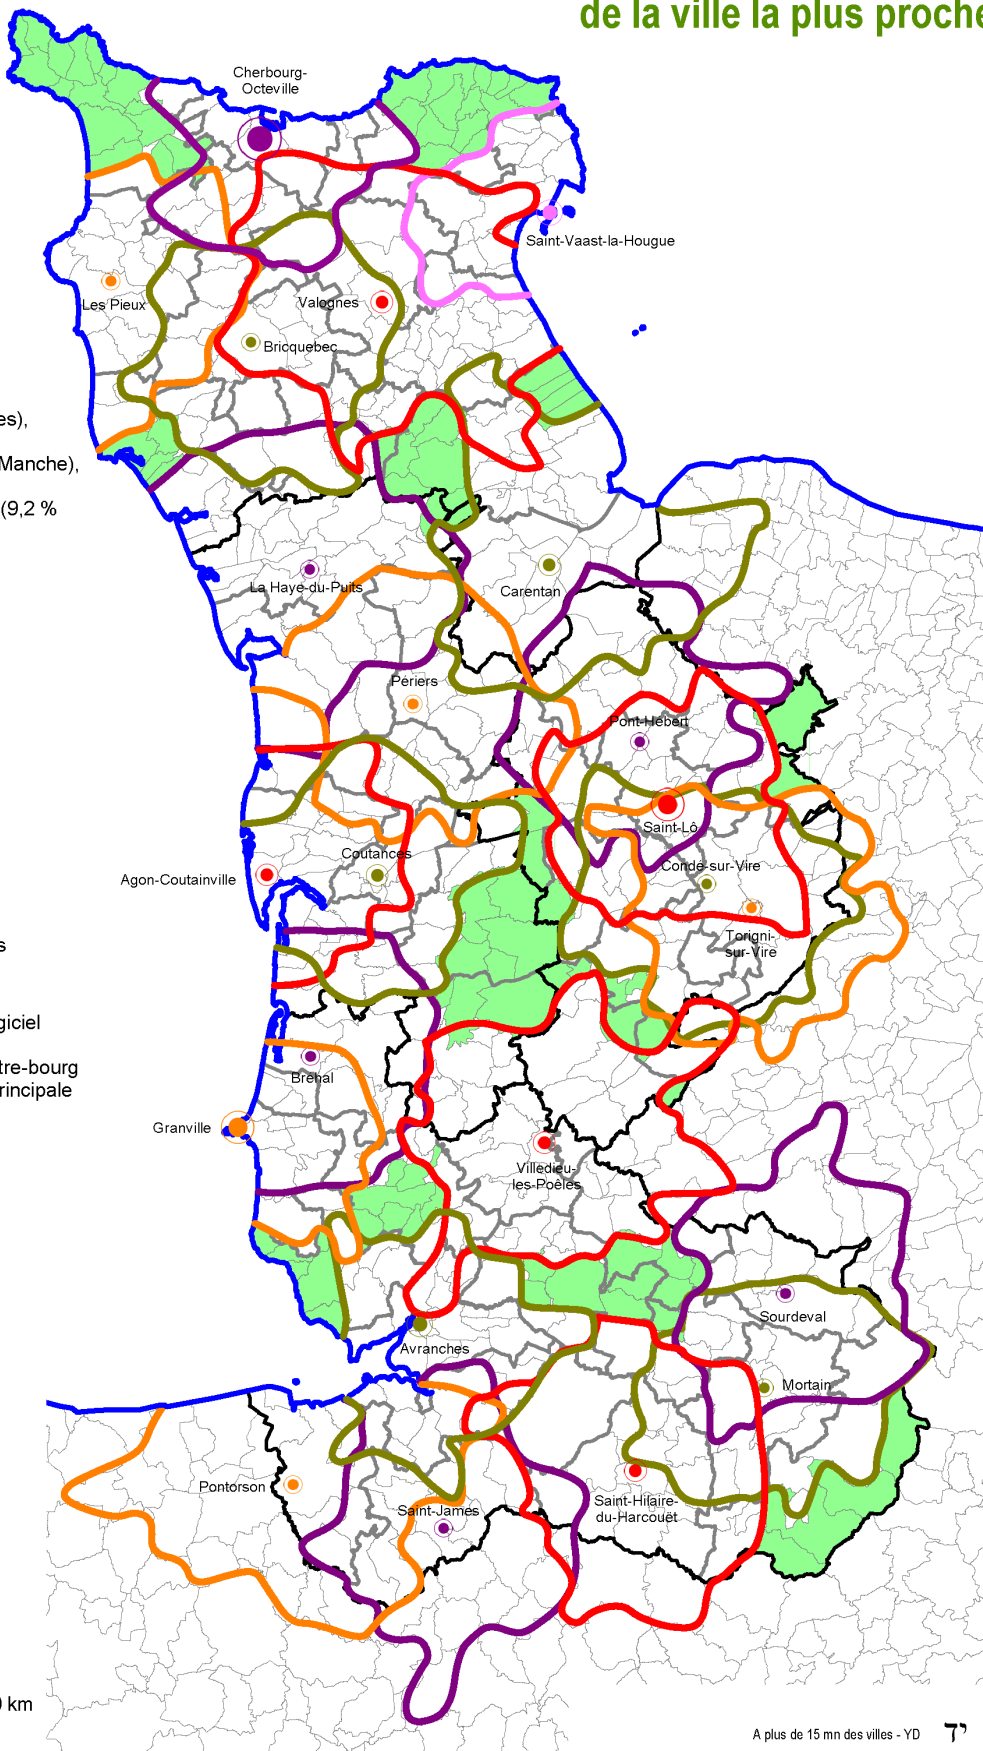 de la ville la plus proche
Cherbourg-
Octeville
Saint-Vaast-la-Hougue
Les Pieux
Valognes
Bricquebec
es),
Manche),
(9,2 %
La Haye-du-Puits
Carentan
Périers
Pont-Hébert
Saint-Lô
Coutances
Condé-sur-Vire
Agon-Coutainville
Torigni-
sur-Vire
s
giciel
tre-bourg
rincipale
Bréhal
Granville
Villedieu-
les-Poêles
Sourdeval
Avranches
Mortain
Pontorson
Saint-James
Saint-Hilaire-
du-Harcouët
0 km
A plus de 15 mn des villes - YD
יד